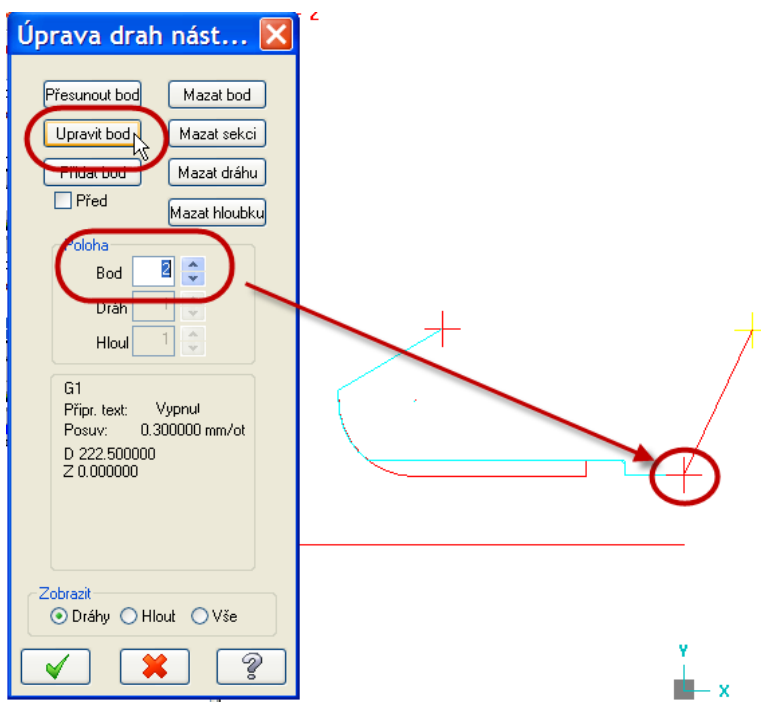 Z
Úprava drah nást...
Přesunout bod
Mazat bod
Upravit bod
Mazat sekci
Přidat bod
Mazat dráhu
Před
Mazat hloubku
Poloha
Bod 2
Dráh 1
Hloul 1
G1
Přípr. text: Vypnul
Posuv: 0.300000 mm/ot
D 222.500000
Z 0.000000
Zobrazit
Dráhy Hlout Vše
Y
X